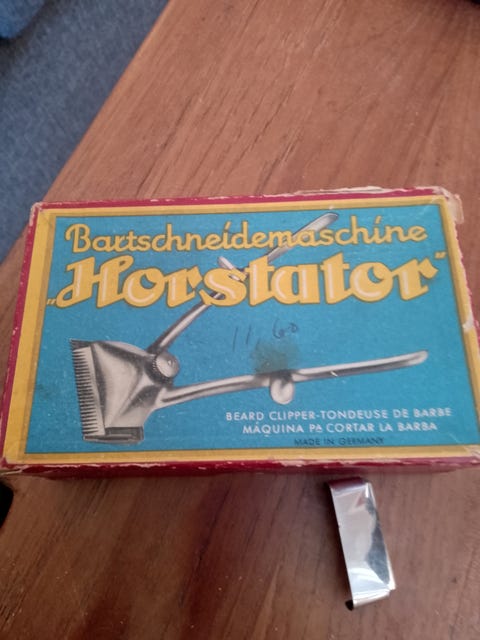 Bartschneidemaschine
„Horstator"
11,60
BEARD CLIPPER-TONDEUSE DE BARBE
MÁQUINA PA CORTAR LA BARBA
MADE IN GERMANY